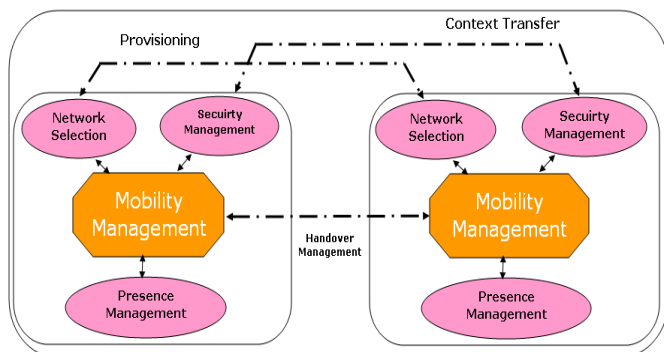 Context Transfer
Provisioning
Network
Selection
Secuirty
Management
Network
Selection
Secuirty
Management
Mobility
Management
Mobility
Management
Handover
Management
Presence
Management
Presence
Management